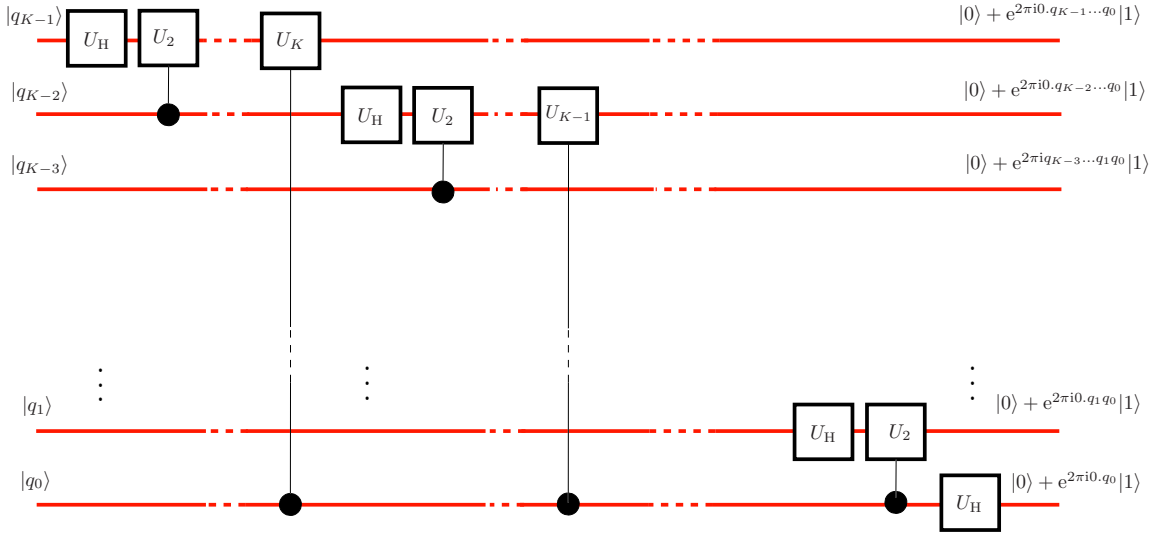 |q_{K−1}⟩ U_H U_2 U_K |0⟩ + e^{2πi0.q_{K−1}...q_0}|1⟩
|q_{K−2}⟩ U_H U_2 U_{K−1} |0⟩ + e^{2πi0.q_{K−2}...q_0}|1⟩
|q_{K−3}⟩ |0⟩ + e^{2πiq_{K−3}...q_1q_0}|1⟩
⋮ ⋮ ⋮
|q_1⟩ U_H U_2 |0⟩ + e^{2πi0.q_1q_0}|1⟩
|q_0⟩ U_H |0⟩ + e^{2πi0.q_0}|1⟩